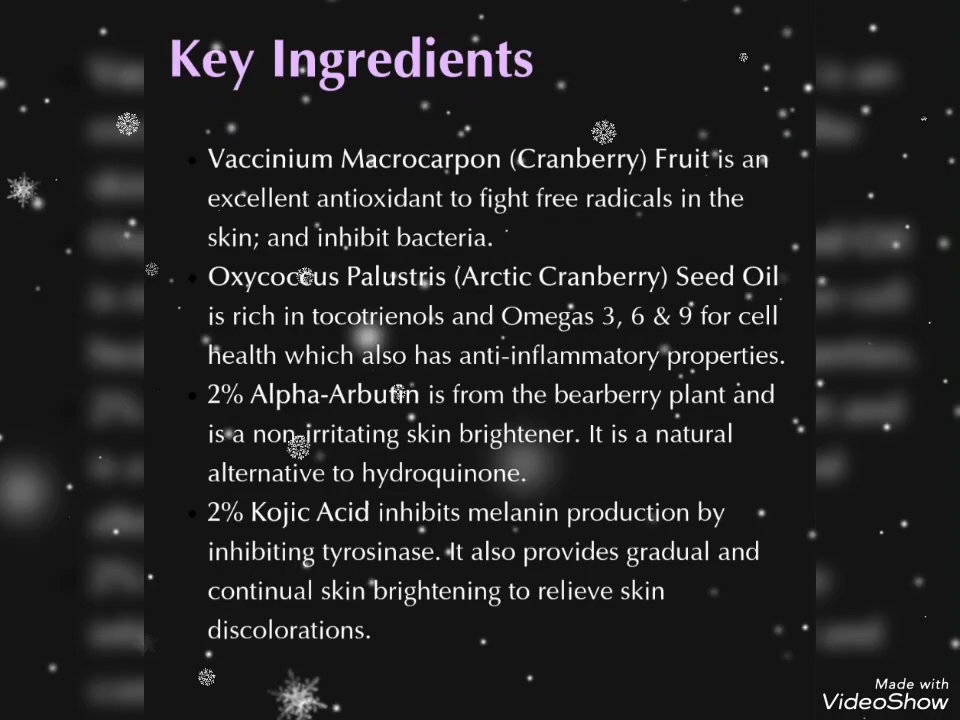 Key Ingredients
Vaccinium Macrocarpon (Cranberry) Fruit is an
excellent antioxidant to fight free radicals in the
skin; and inhibit bacteria.
Oxycoccus Palustris (Arctic Cranberry) Seed Oil
is rich in tocotrienols and Omegas 3, 6 & 9 for cell
health which also has anti-inflammatory properties.
2% Alpha-Arbutin is from the bearberry plant and
is a non-irritating skin brightener. It is a natural
alternative to hydroquinone.
2% Kojic Acid inhibits melanin production by
inhibiting tyrosinase. It also provides gradual and
continual skin brightening to relieve skin
discolorations.
Made with
VideoShow